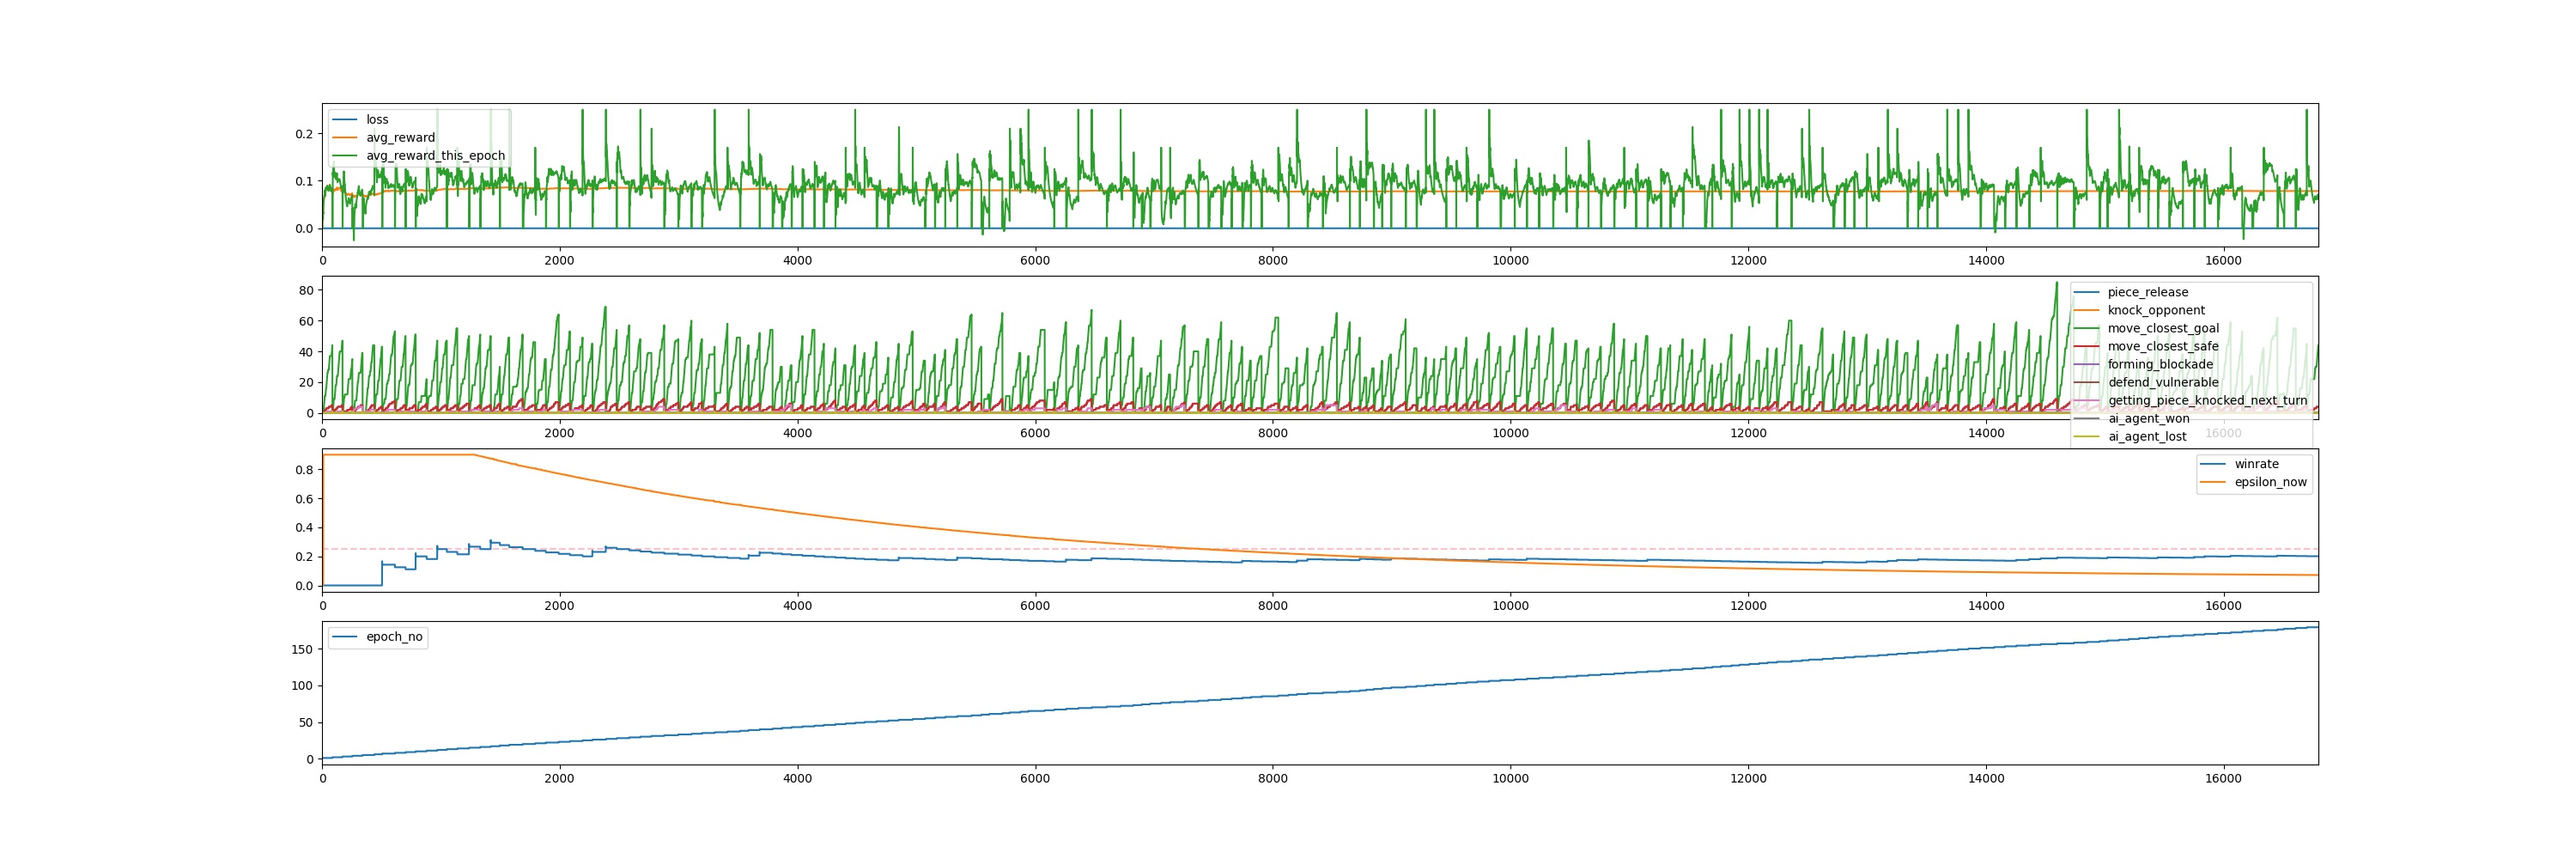 loss
avg_reward
avg_reward_this_epoch
0.2
0.1
0.0
0 2000 4000 6000 8000 10000 12000 14000 16000
piece_release
knock_opponent
move_closest_goal
move_closest_safe
forming_blockade
defend_vulnerable
getting_piece_knocked_next_turn
ai_agent_won
ai_agent_lost
80
60
40
20
0
0 2000 4000 6000 8000 10000 12000 14000 16000
winrate
epsilon_now
0.8
0.6
0.4
0.2
0.0
0 2000 4000 6000 8000 10000 12000 14000 16000
epoch_no
150
100
50
0
0 2000 4000 6000 8000 10000 12000 14000 16000